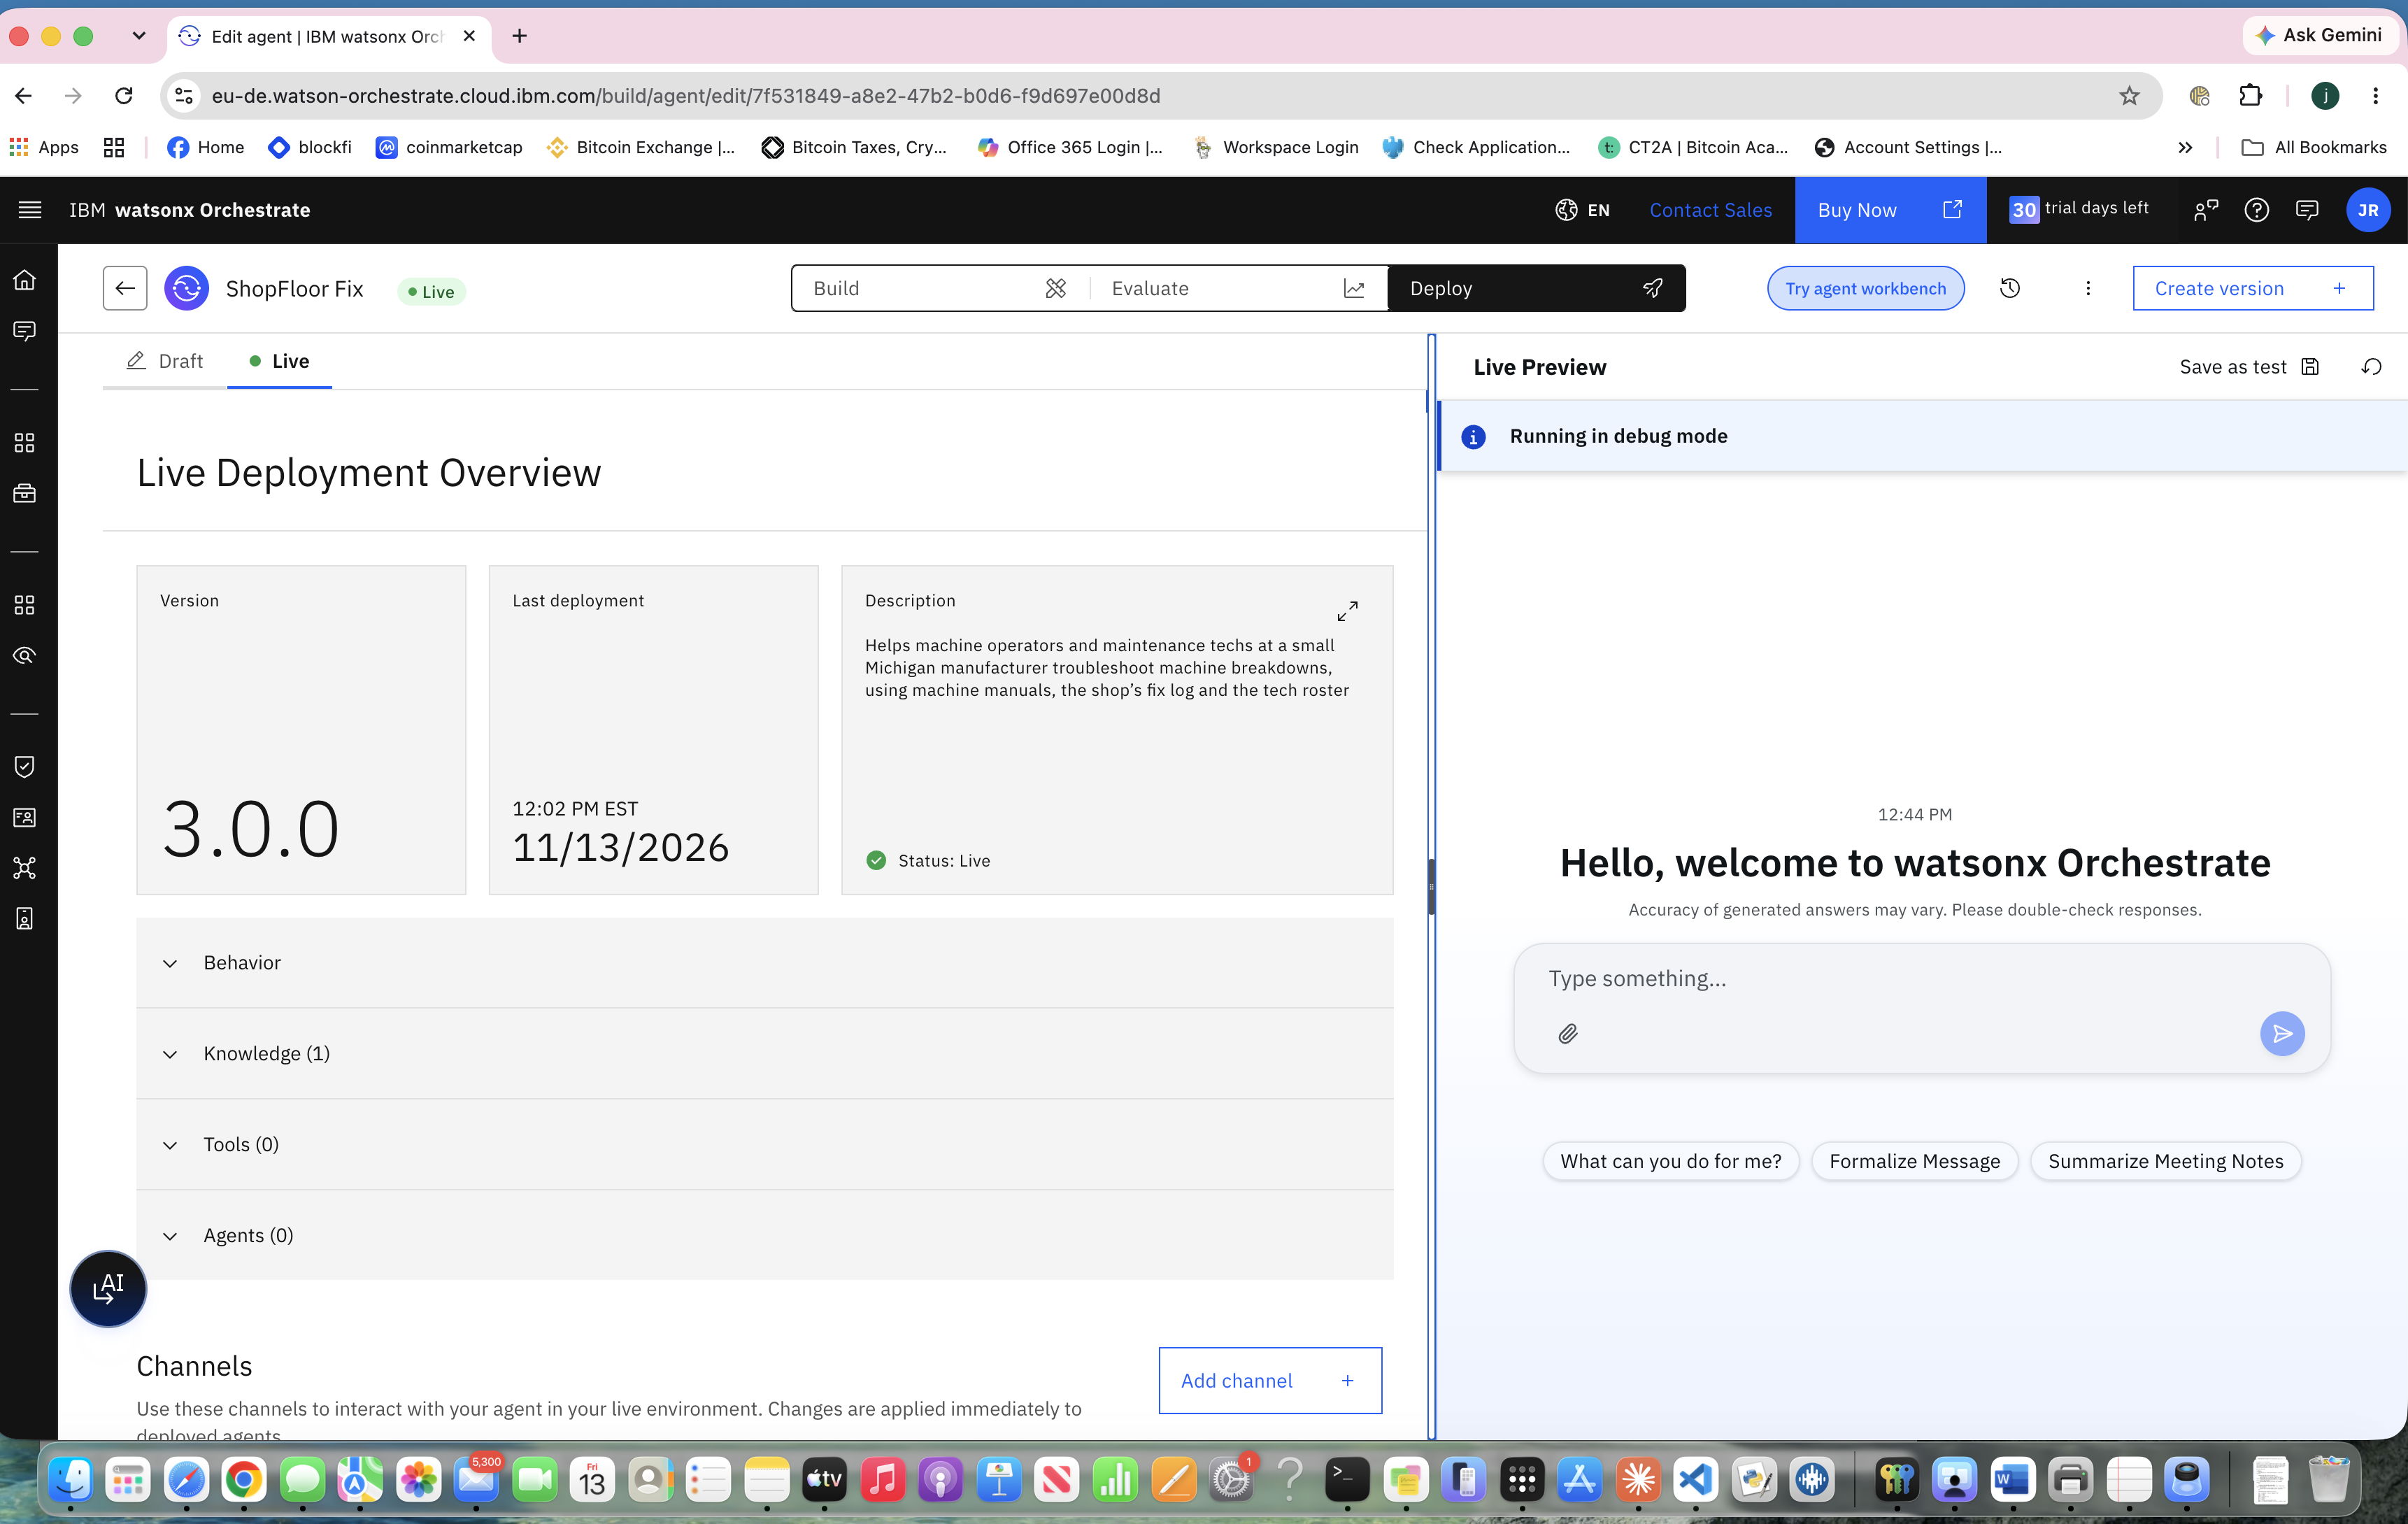 Edit agent | IBM watsonx Orch
Ask Gemini
eu-de.watson-orchestrate.cloud.ibm.com/build/agent/edit/7f531849-a8e2-47b2-b0d6-f9d697e00d8d
j
Apps
Home
blockfi
coinmarketcap
Bitcoin Exchange |...
Bitcoin Taxes, Cry...
Office 365 Login |...
Workspace Login
Check Application...
CT2A | Bitcoin Aca...
Account Settings |...
All Bookmarks
IBM watsonx Orchestrate
EN
Contact Sales
Buy Now
30 trial days left
JR
ShopFloor Fix
Live
Build
Evaluate
Deploy
Try agent workbench
Create version +
Draft
Live
Live Preview
Save as test
Running in debug mode
Live Deployment Overview
Version
3.0.0
Last deployment
12:02 PM EST
11/13/2026
Description
Helps machine operators and maintenance techs at a small
Michigan manufacturer troubleshoot machine breakdowns,
using machine manuals, the shop's fix log and the tech roster
Status: Live
Behavior
Knowledge (1)
Tools (0)
Agents (0)
AI
Channels
Use these channels to interact with your agent in your live environment. Changes are applied immediately to
deployed agents
Add channel +
12:44 PM
Hello, welcome to watsonx Orchestrate
Accuracy of generated answers may vary. Please double-check responses.
Type something...
What can you do for me?
Formalize Message
Summarize Meeting Notes
5,300
Fri
13
tv
1